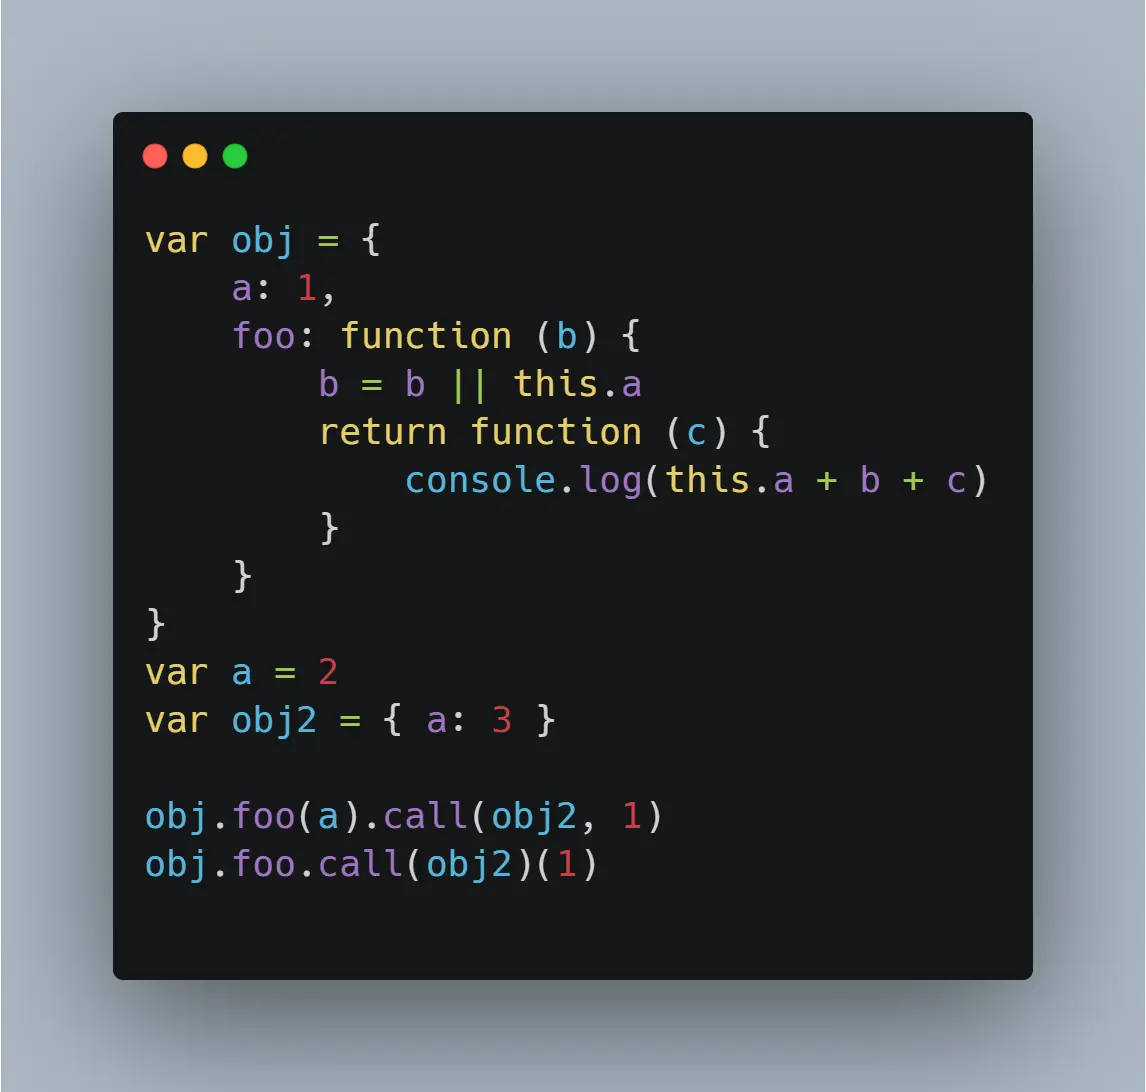 var obj = {
    a: 1,
    foo: function (b) {
        b = b || this.a
        return function (c) {
            console.log(this.a + b + c)
        }
    }
}
var a = 2
var obj2 = { a: 3 }

obj.foo(a).call(obj2, 1)
obj.foo.call(obj2)(1)